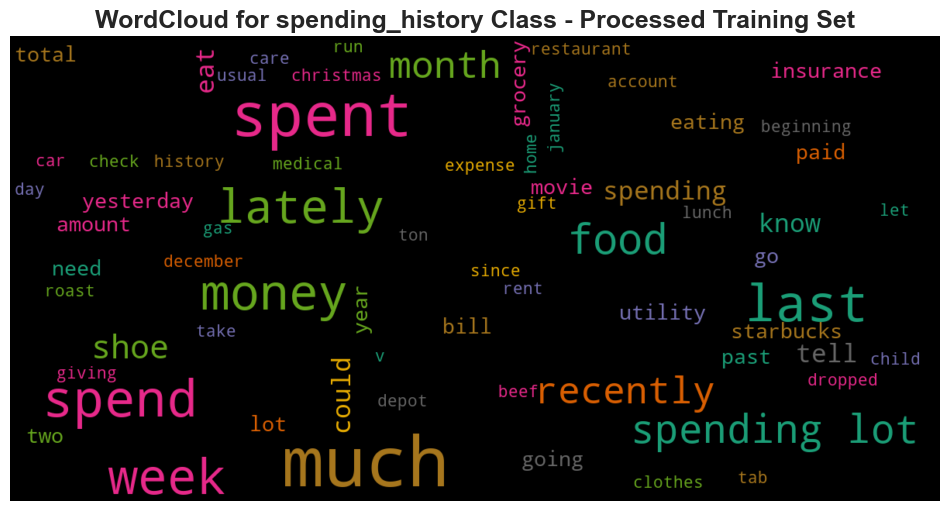 WordCloud for spending_history Class - Processed Training Set
total
eat
care
usual
run
christmas
month
grocery
restaurant
account
insurance
spent
january
eating
beginning
car
check
history
medical
expense
home
paid
day
yesterday
lately
movie
gift
spending
lunch
let
amount
gas
ton
food
know
need
december
since
go
roast
money
year
rent
utility
last
take
bill
starbucks
shoe
v
past
tell
child
giving
could
beef
recently
dropped
spend
depot
two
lot
spending lot
week
much
going
clothes
tab